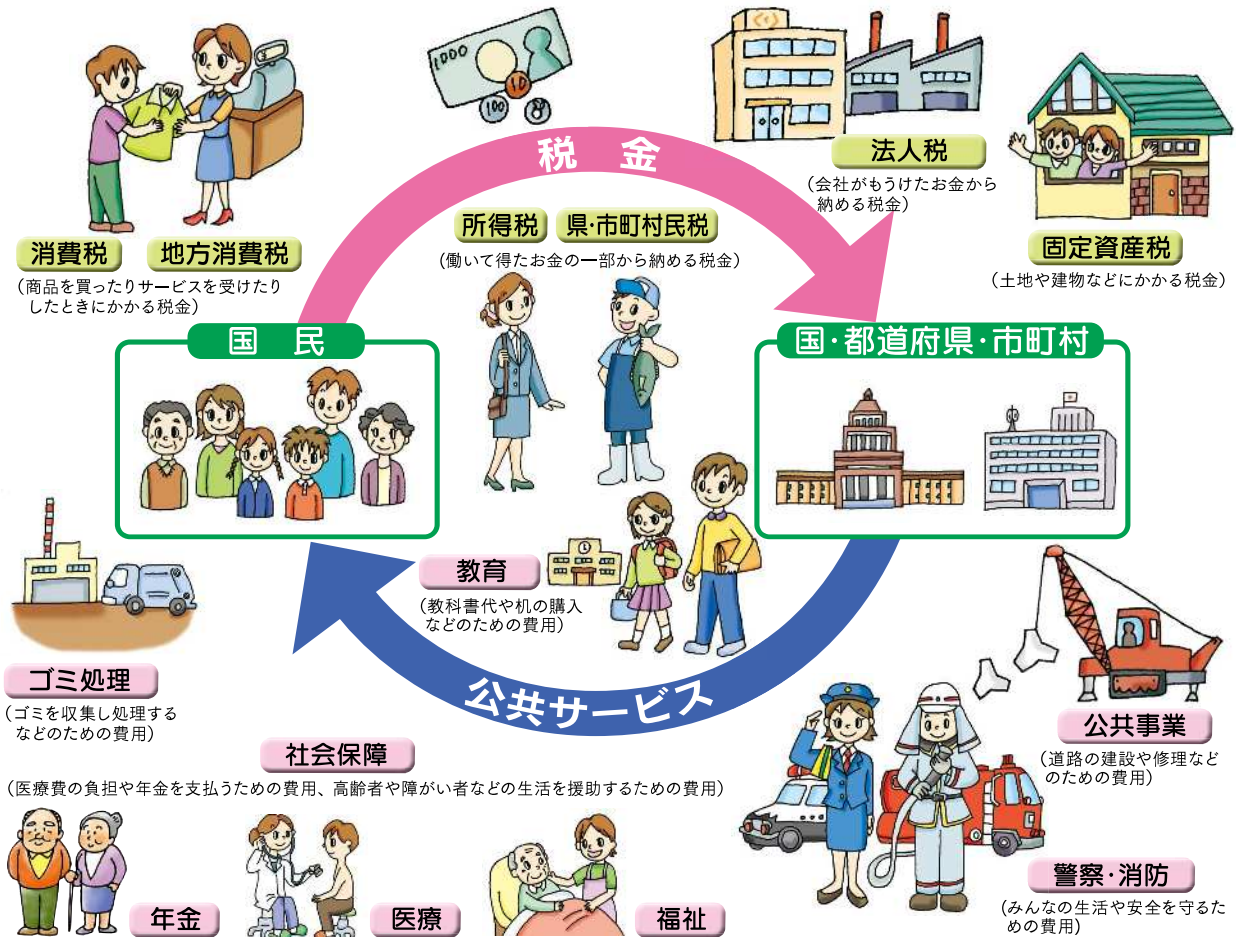 1000
10
100
税 金
法人税
(会社がもうけたお金から
納める税金)
所得税
県・市町村民税
(働いて得たお金の一部から納める税金)
消費税
地方消費税
(商品を買ったりサービスを受けたり
したときにかかる税金)
固定資産税
(土地や建物などにかかる税金)
国 民
国・都道府県・市町村
教育
(教科書代や机の購入
などのための費用)
ゴミ処理
(ゴミを収集し処理する
などのための費用)
公共サービス
公共事業
(道路の建設や修理など
のための費用)
社会保障
(医療費の負担や年金を支払うための費用、高齢者や障がい者などの生活を援助するための費用)
警察・消防
(みんなの生活や安全を守るた
めの費用)
年金
医療
福祉